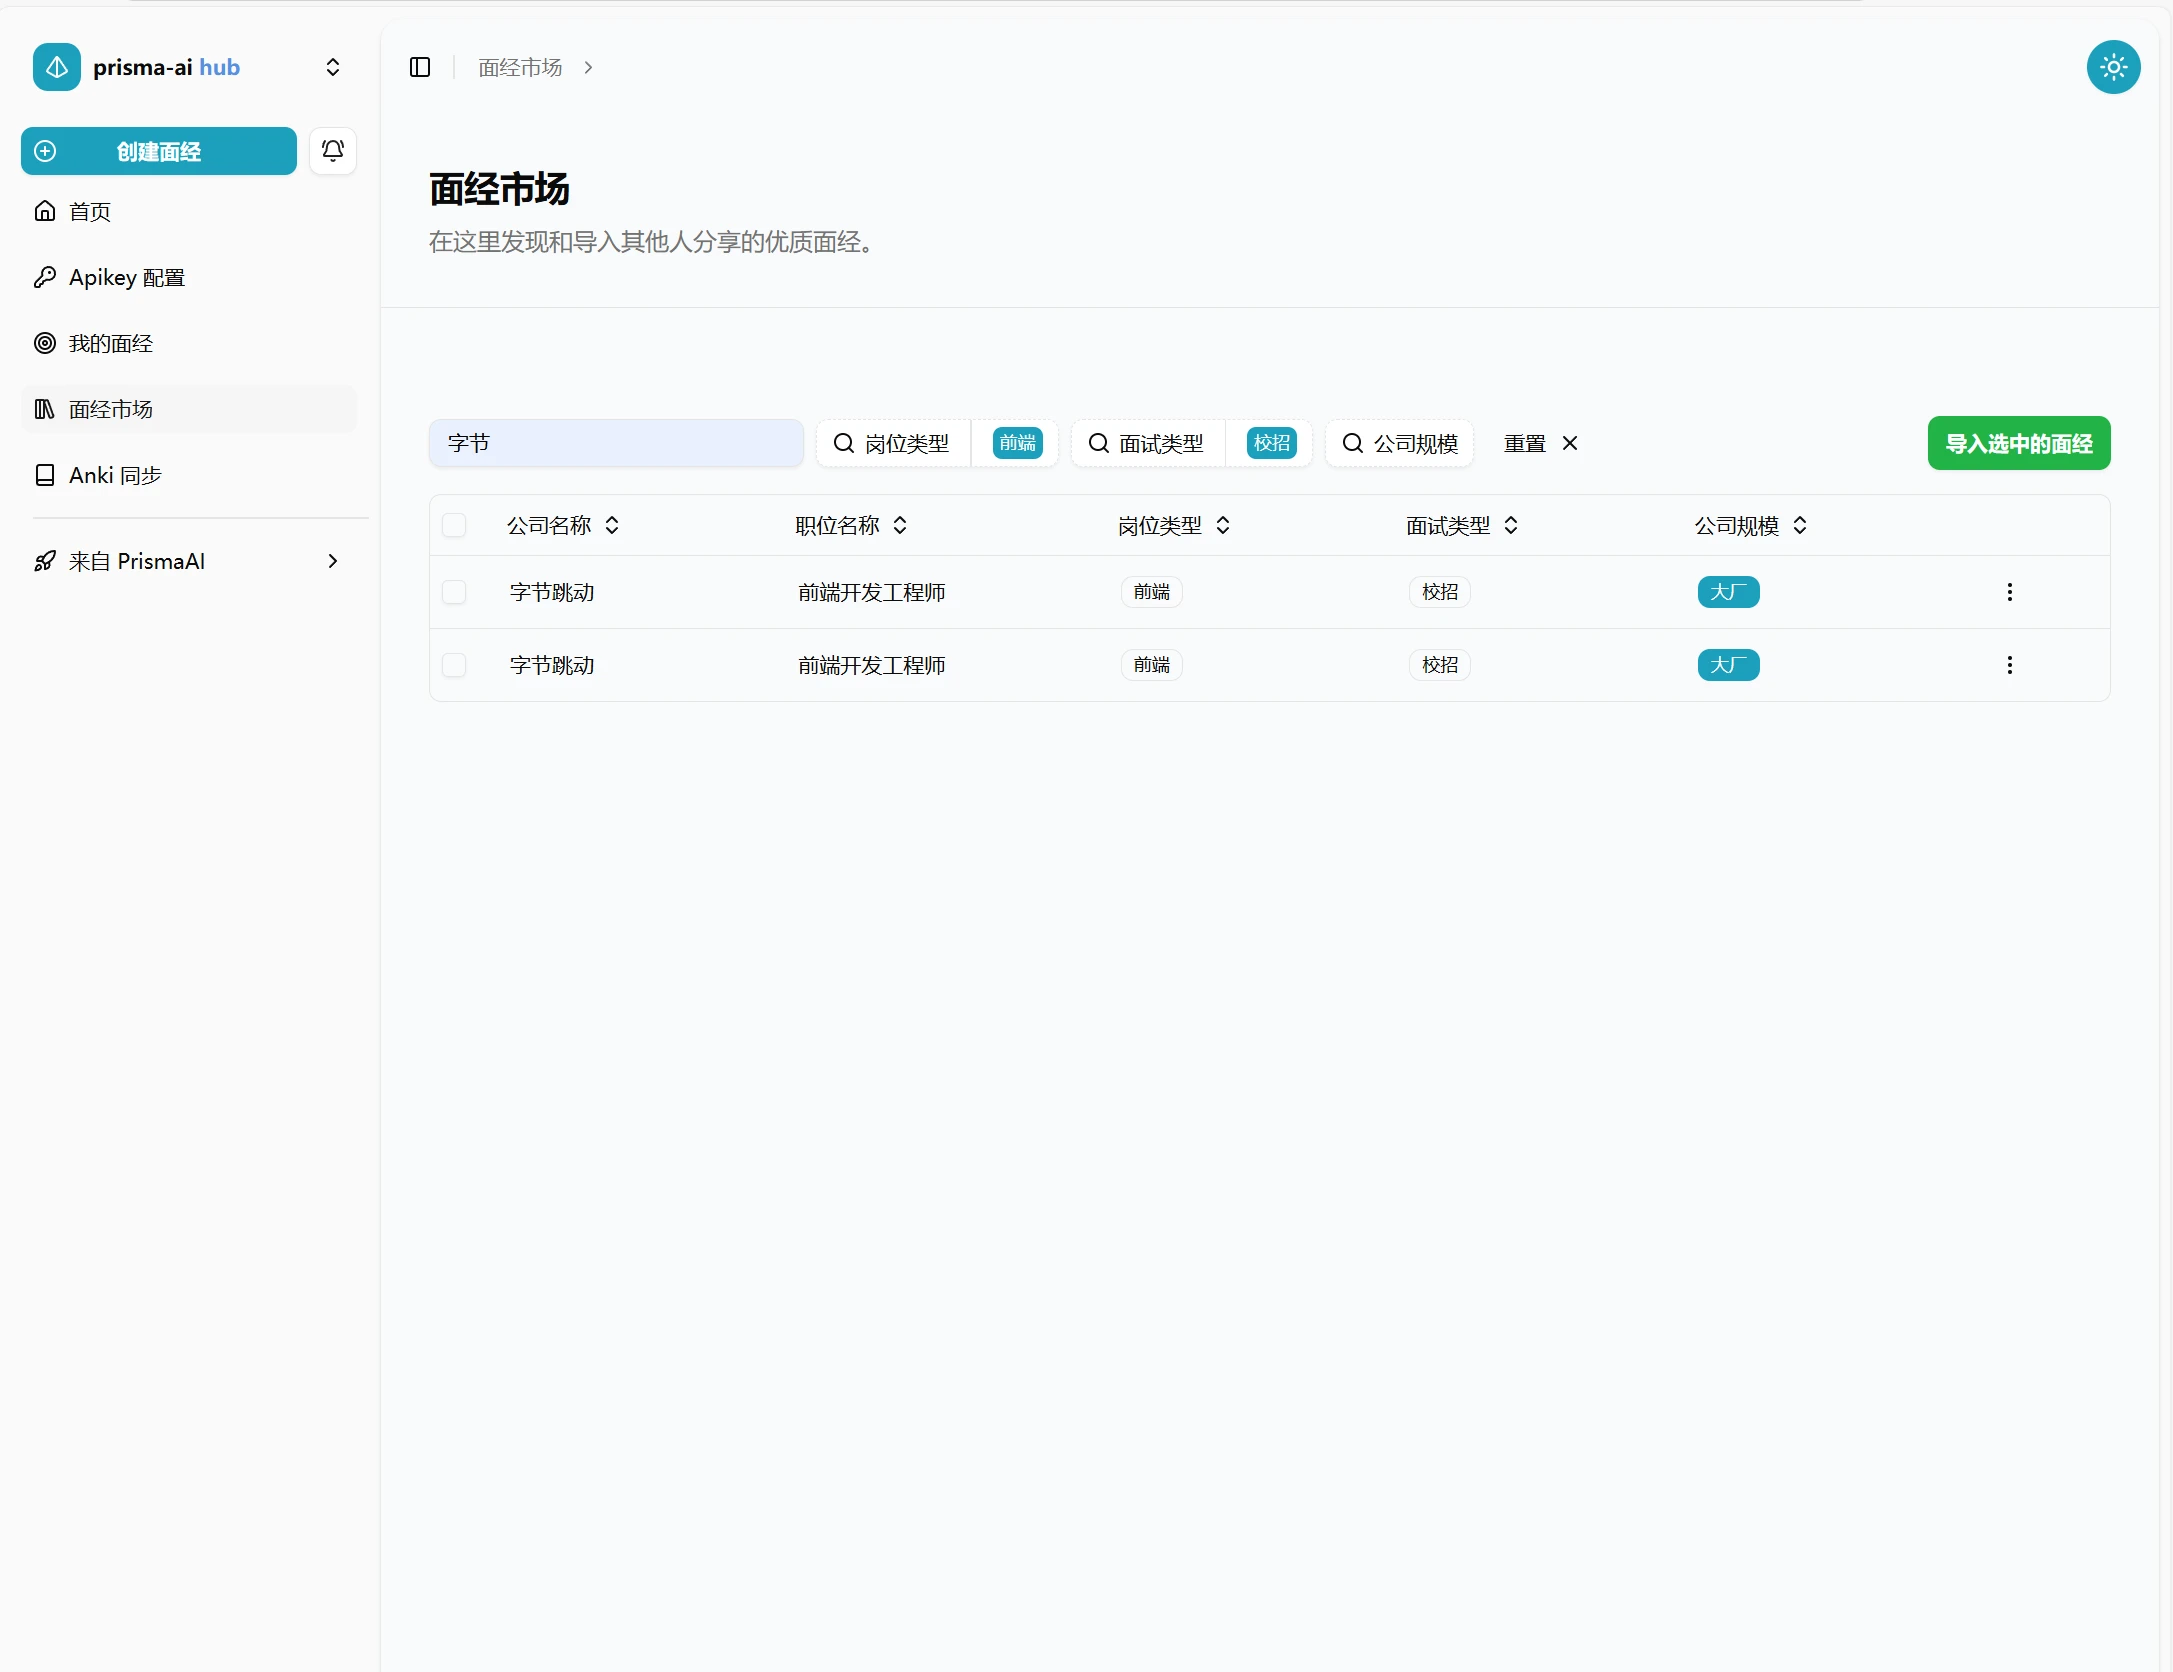 prisma-ai hub
创建面经
首页
Apikey 配置
我的面经
面经市场
Anki 同步
来自 PrismaAI
面经市场
面经市场
在这里发现和导入其他人分享的优质面经。
字节 岗位类型 前端 面试类型 校招 公司规模 重置 导入选中的面经
公司名称 职位名称 岗位类型 面试类型 公司规模
字节跳动 前端开发工程师 前端 校招 大厂
字节跳动 前端开发工程师 前端 校招 大厂